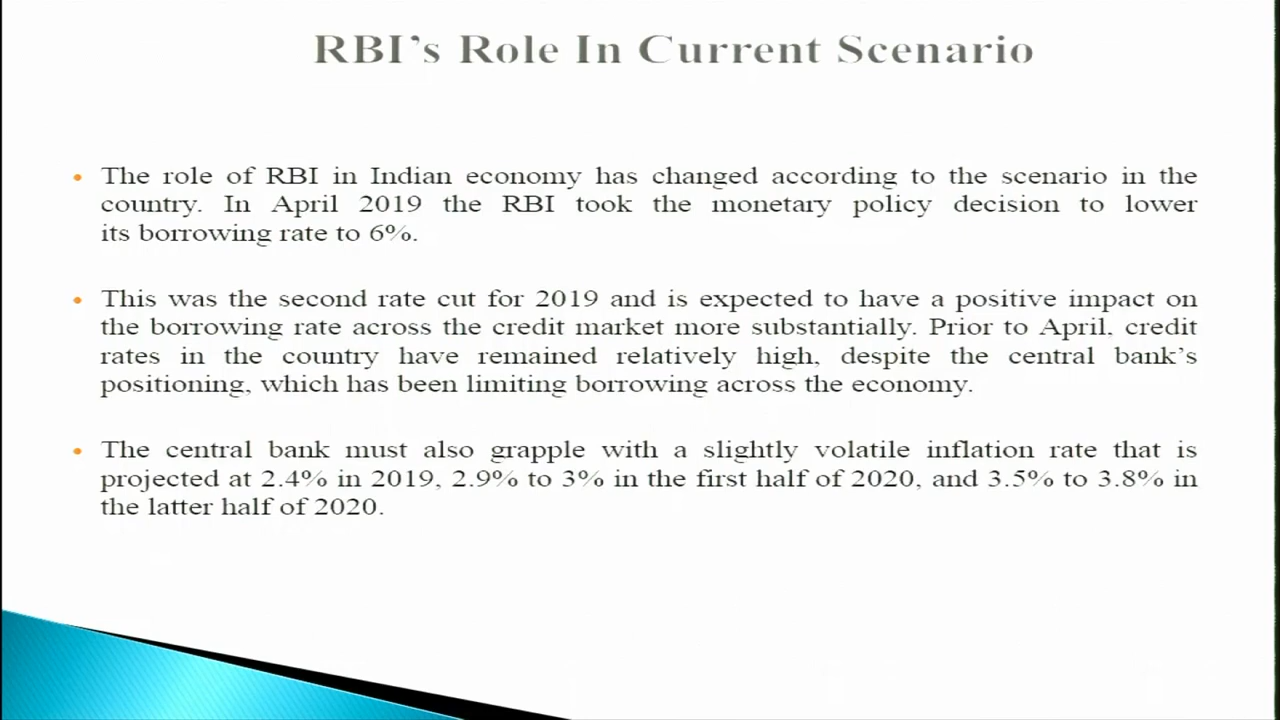 RBI’s Role In Current Scenario
• The role of RBI in Indian economy has changed according to the scenario in the
country. In April 2019 the RBI took the monetary policy decision to lower
its borrowing rate to 6%.
• This was the second rate cut for 2019 and is expected to have a positive impact on
the borrowing rate across the credit market more substantially. Prior to April, credit
rates in the country have remained relatively high, despite the central bank’s
positioning, which has been limiting borrowing across the economy.
• The central bank must also grapple with a slightly volatile inflation rate that is
projected at 2.4% in 2019, 2.9% to 3% in the first half of 2020, and 3.5% to 3.8% in
the latter half of 2020.